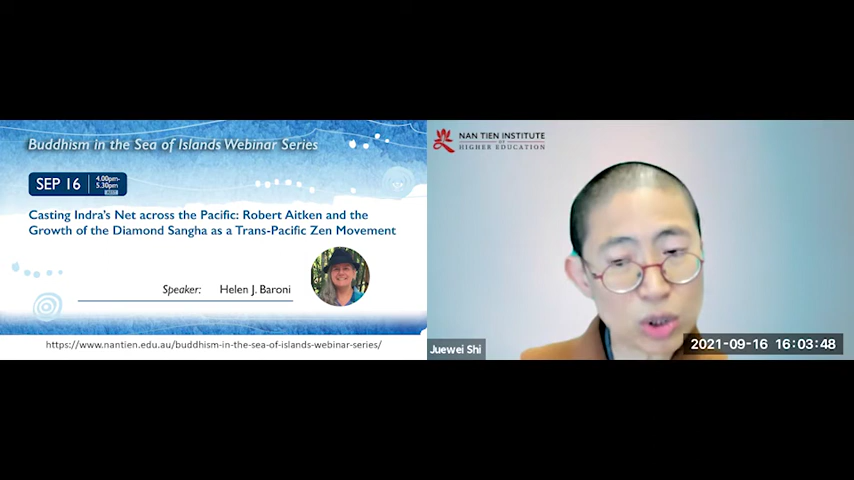 Buddhism in the Sea of Islands Webinar Series
SEP 16
4.00pm-
5.30pm
AEST
Casting Indra's Net across the Pacific: Robert Aitken and the
Growth of the Diamond Sangha as a Trans-Pacific Zen Movement
Speaker: Helen J. Baroni
https://www.nantien.edu.au/buddhism-in-the-sea-of-islands-webinar-series/
NAN TIEN INSTITUTE
OF
HIGHER EDUCATION
Juewei Shi
2021-09-16 16:03:48